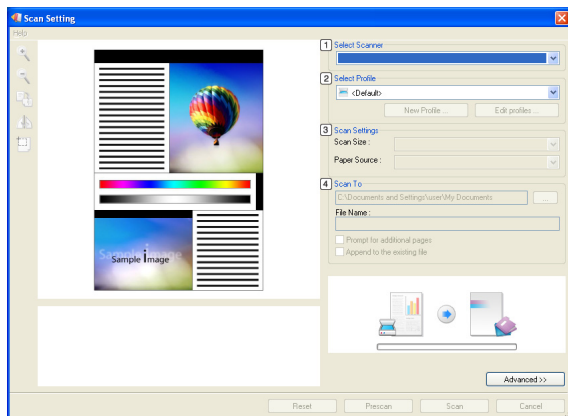 Scan Setting
Help
1 Select Scanner
2 Select Profile
<Default>
New Profile ...
Edit profiles ...
3 Scan Settings
Scan Size :
Paper Source :
4 Scan To
C:\Documents and Settings\user\My Documents
...
File Name :
Prompt for additional pages
Append to the existing file
Sample image
Sample image
Advanced >>
Reset
Prescan
Scan
Cancel